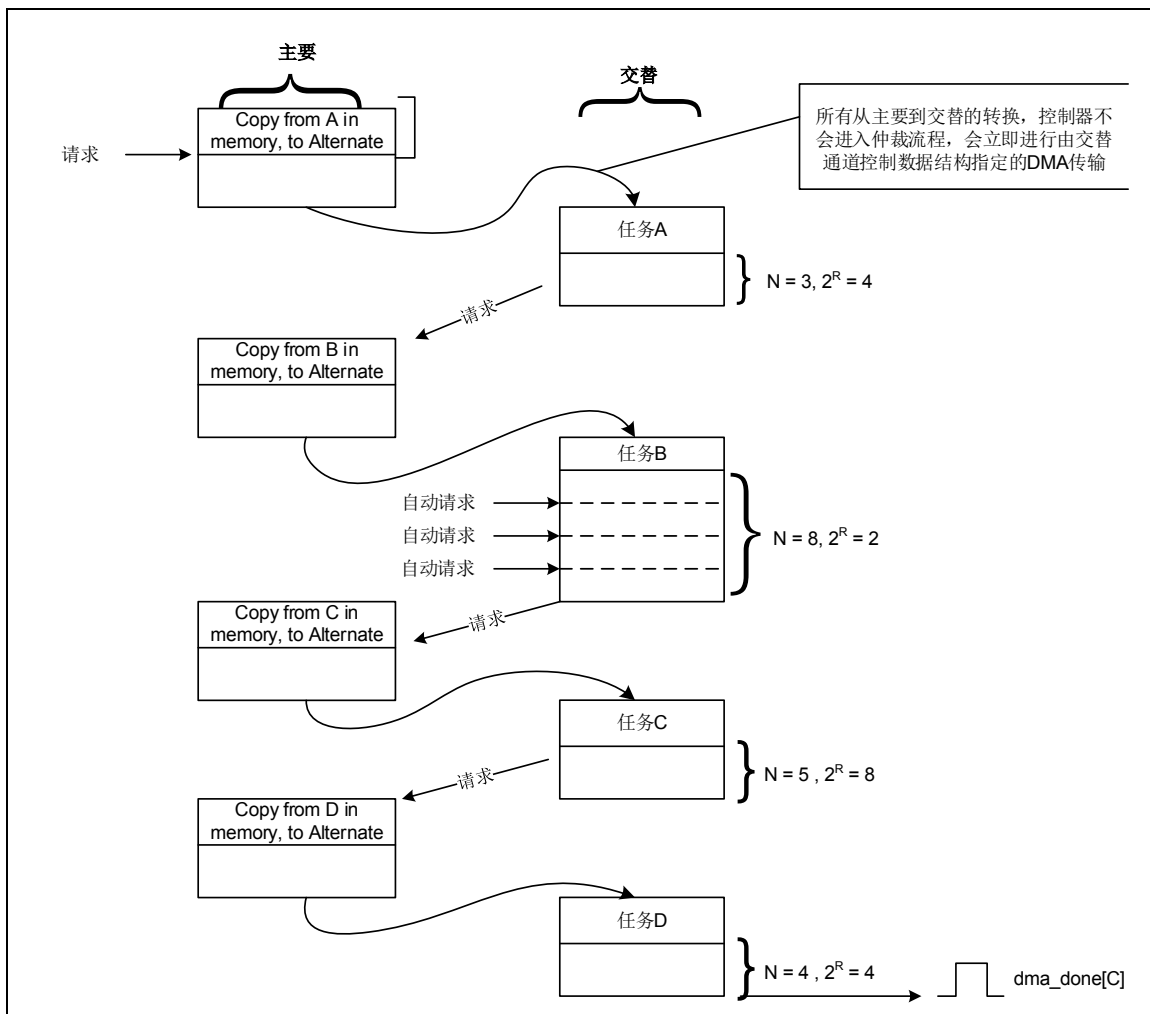 主要
交替
Copy from A in
memory, to Alternate
所有从主要到交替的转换，控制器不
会进入仲裁流程，会立即进行由交替
通道控制数据结构指定的DMA传输
请求
任务A
N = 3, 2^R = 4
请求
Copy from B in
memory, to Alternate
任务B
自动请求
自动请求
N = 8, 2^R = 2
自动请求
Copy from C in
memory, to Alternate
请求
任务C
请求
N = 5 , 2^R = 8
Copy from D in
memory, to Alternate
任务D
N = 4 , 2^R = 4
dma_done[C]